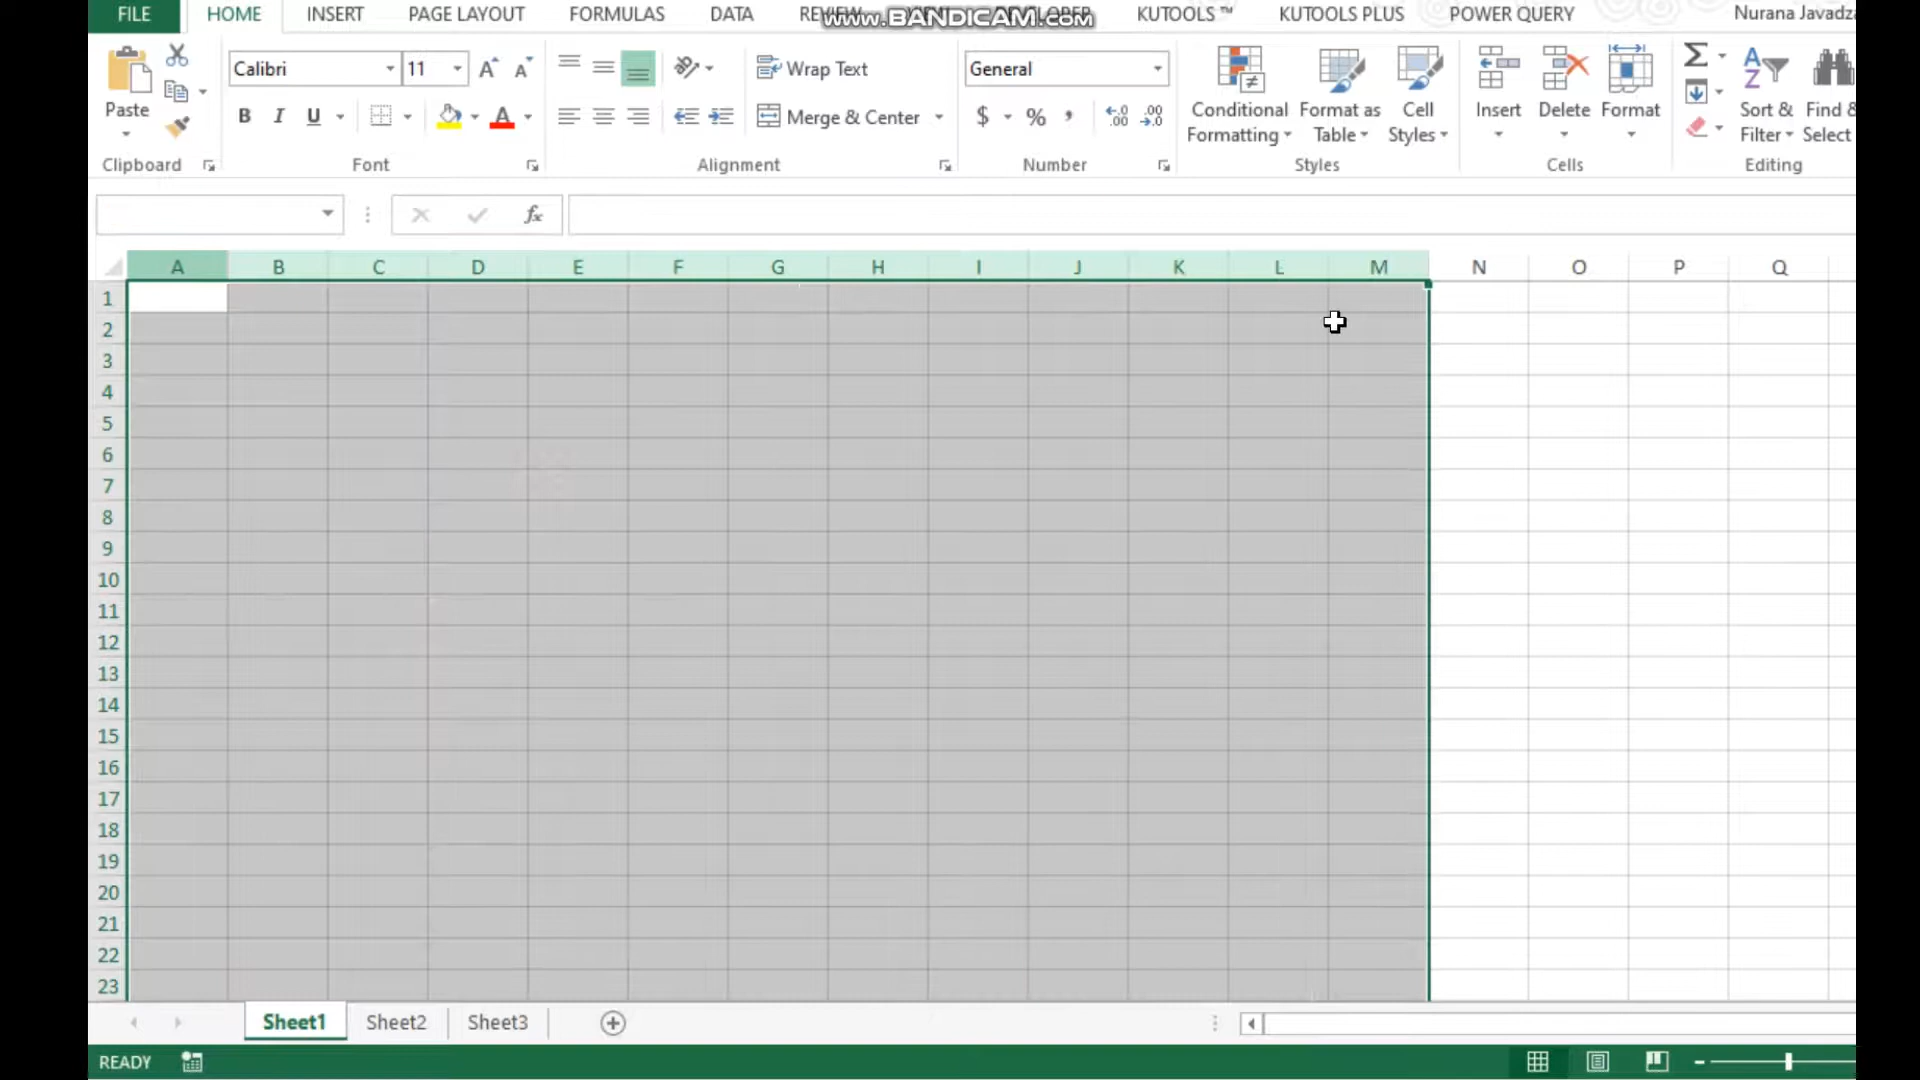 FILE HOME INSERT PAGE LAYOUT FORMULAS DATA REVIEW DEVELOPER KUTOOLS ™ KUTOOLS PLUS POWER QUERY Nurana Javadza
www.BANDICAM.com
Paste
Calibri 11
B I U A
Wrap Text
Merge & Center
General
$ % ,
Conditional Formatting
Format as Table
Cell Styles
Insert Delete Format
Sort & Filter
Find & Select
Clipboard Font Alignment Number Styles Cells Editing
fx
A B C D E F G H I J K L M N O P Q
1
2
3
4
5
6
7
8
9
10
11
12
13
14
15
16
17
18
19
20
21
22
23
Sheet1 Sheet2 Sheet3
READY